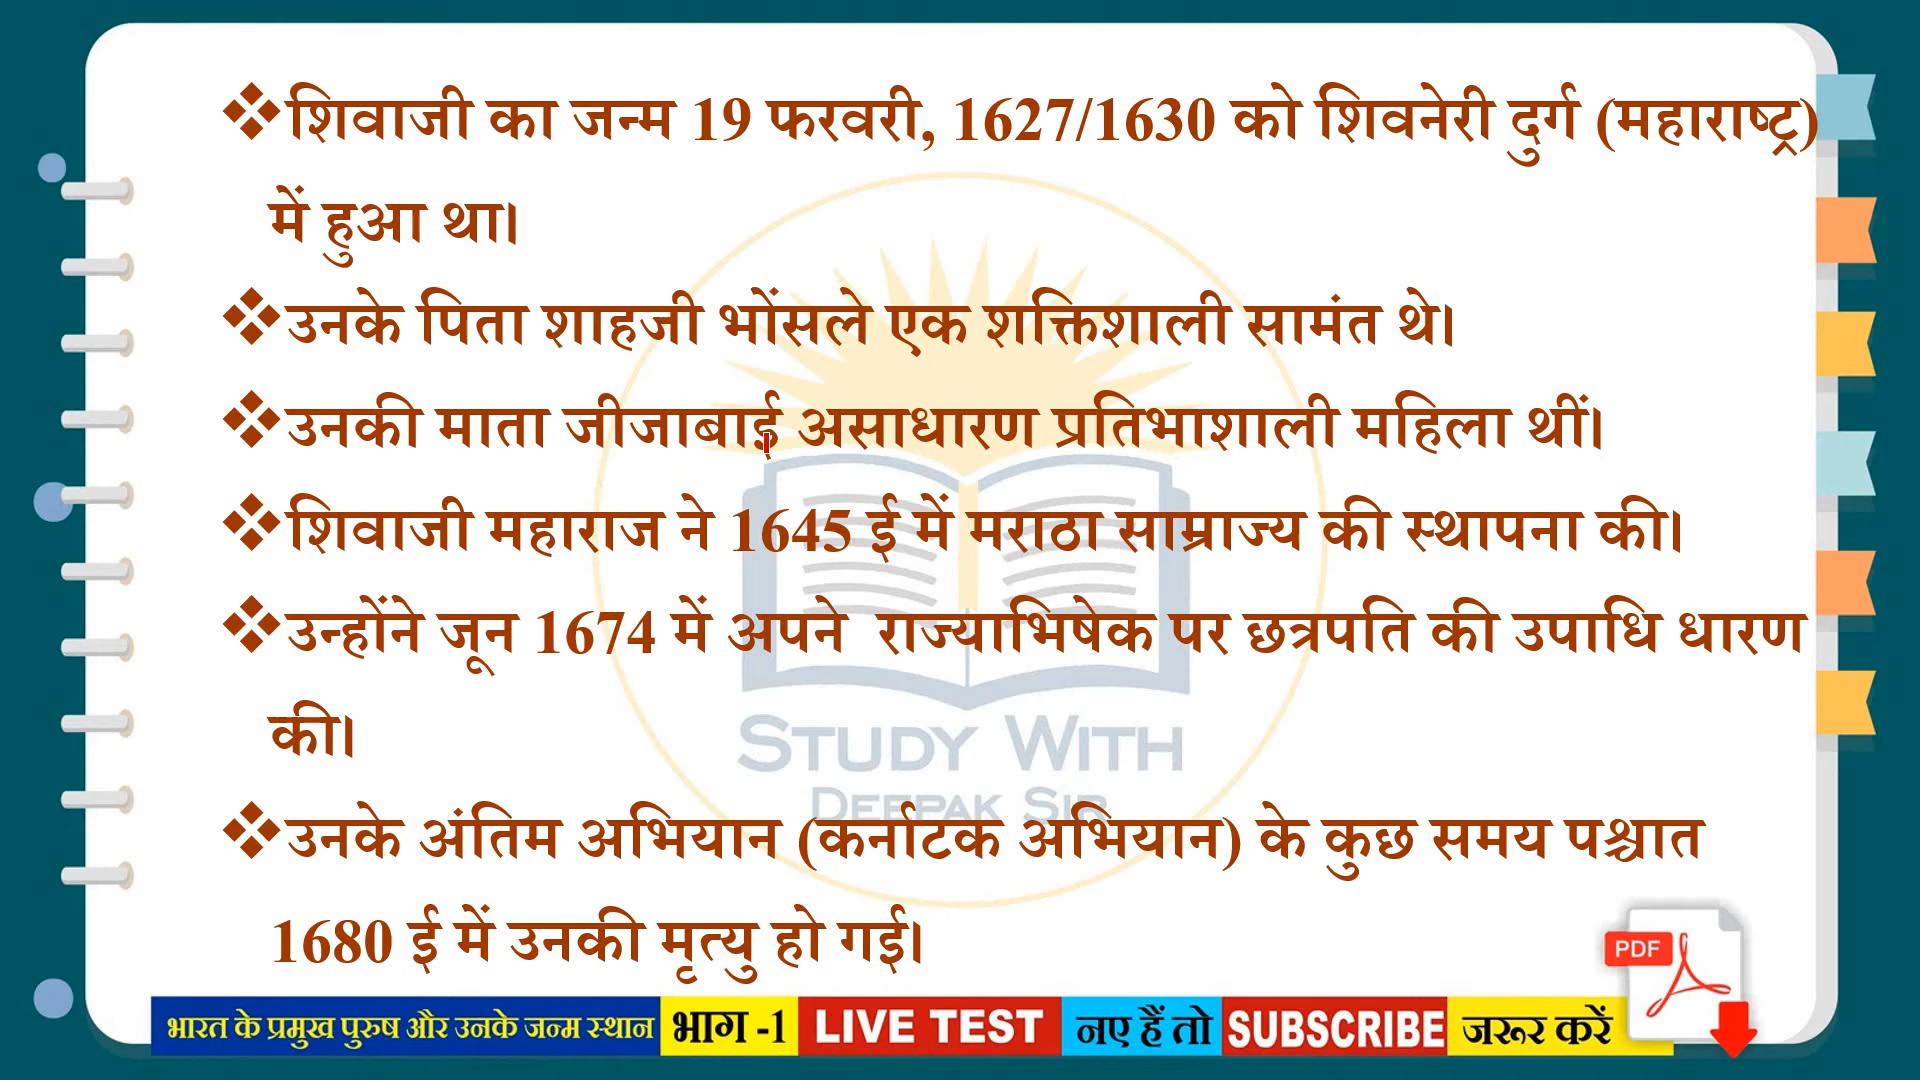 ❖शिवाजी का जन्म 19 फरवरी, 1627/1630 को शिवनेरी दुर्ग (महाराष्ट्र)
में हुआ था।
❖उनके पिता शाहजी भोंसले एक शक्तिशाली सामंत थे।
❖उनकी माता जीजाबाई असाधारण प्रतिभाशाली महिला थीं।
❖शिवाजी महाराज ने 1645 ई में मराठा साम्राज्य की स्थापना की।
❖उन्होंने जून 1674 में अपने  राज्याभिषेक पर छत्रपति की उपाधि धारण
की।
STUDY WITH
DEEPAK SIR
❖उनके अंतिम अभियान (कर्नाटक अभियान) के कुछ समय पश्चात
1680 ई में उनकी मृत्यु हो गई।
PDF
भारत के प्रमुख पुरुष और उनके जन्म स्थान भाग -1 LIVE TEST नए हैं तो SUBSCRIBE जरूर करें